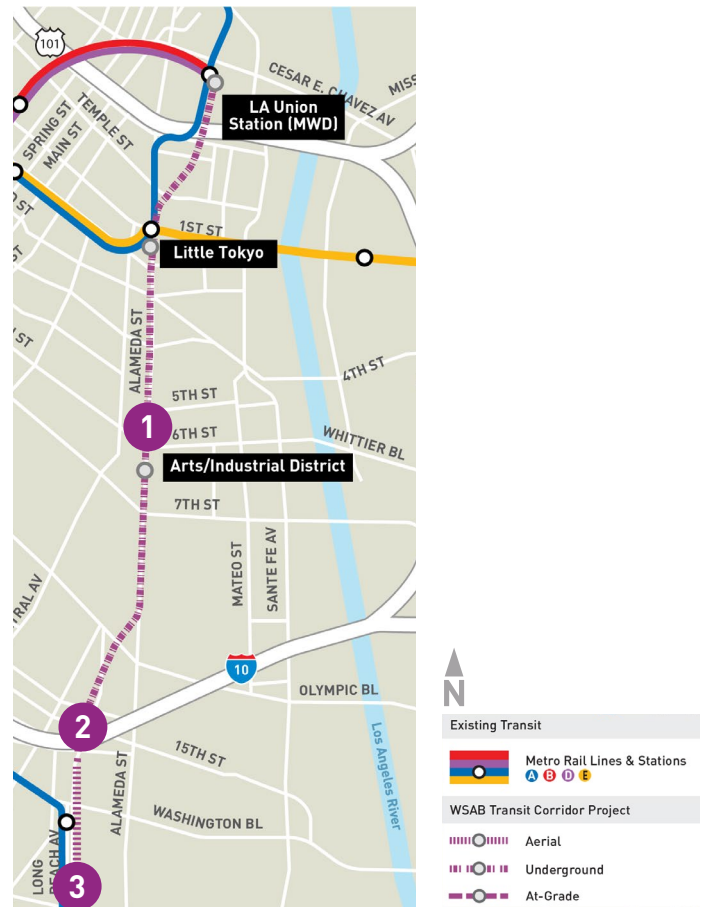 101
CESAR E. CHAVEZ AV
MISS
LA Union
Station (MWD)
TEMPLE ST
SPRING ST
MAIN ST
ST
1ST ST
Little Tokyo
ST
ST
ALAMEDA ST
4TH ST
5TH ST
1
6TH ST
WHITTIER BL
Arts/Industrial District
7TH ST
MATEO ST
SANTE FE AV
TRAL AV
10
OLYMPIC BL
2
Los Angeles River
15TH ST
ALAMEDA ST
WASHINGTON BL
LONG
BEACH AV
3
N
Existing Transit
Metro Rail Lines & Stations
A B D E
WSAB Transit Corridor Project
Aerial
Underground
At-Grade